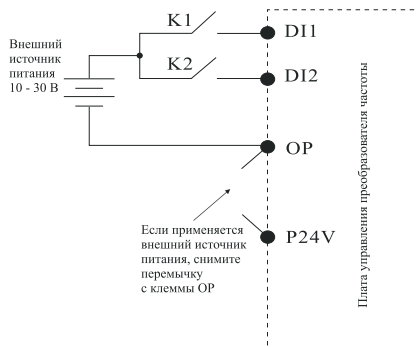 K1
DI1
Внешний
источник
питания
10 - 30 В
K2
DI2
OP
Если применяется
внешний источник
питания, снимите
перемычку
с клеммы OP
P24V
Плата управления преобразователя частоты